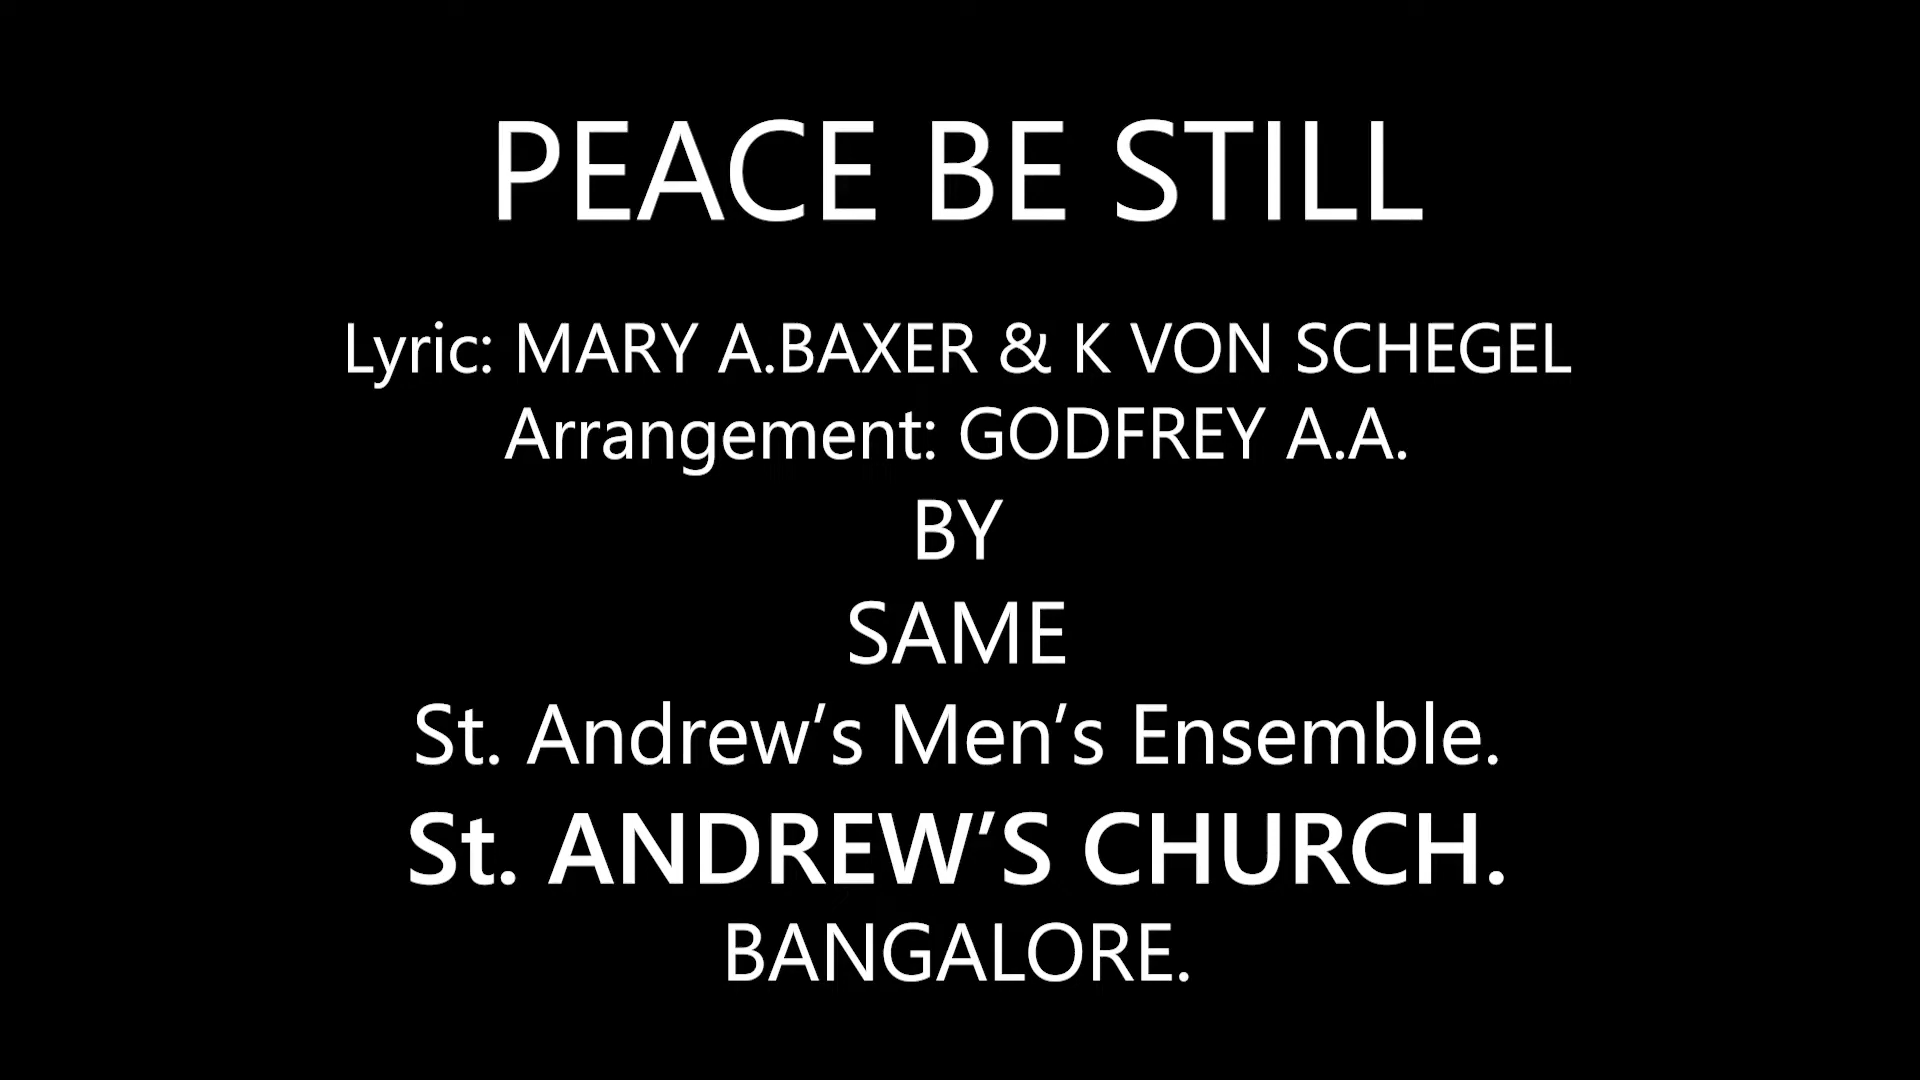 PEACE BE STILL
Lyric: MARY A.BAXER & K VON SCHEGEL
Arrangement: GODFREY A.A.
BY
SAME
St. Andrew’s Men’s Ensemble.
St. ANDREW’S CHURCH.
BANGALORE.